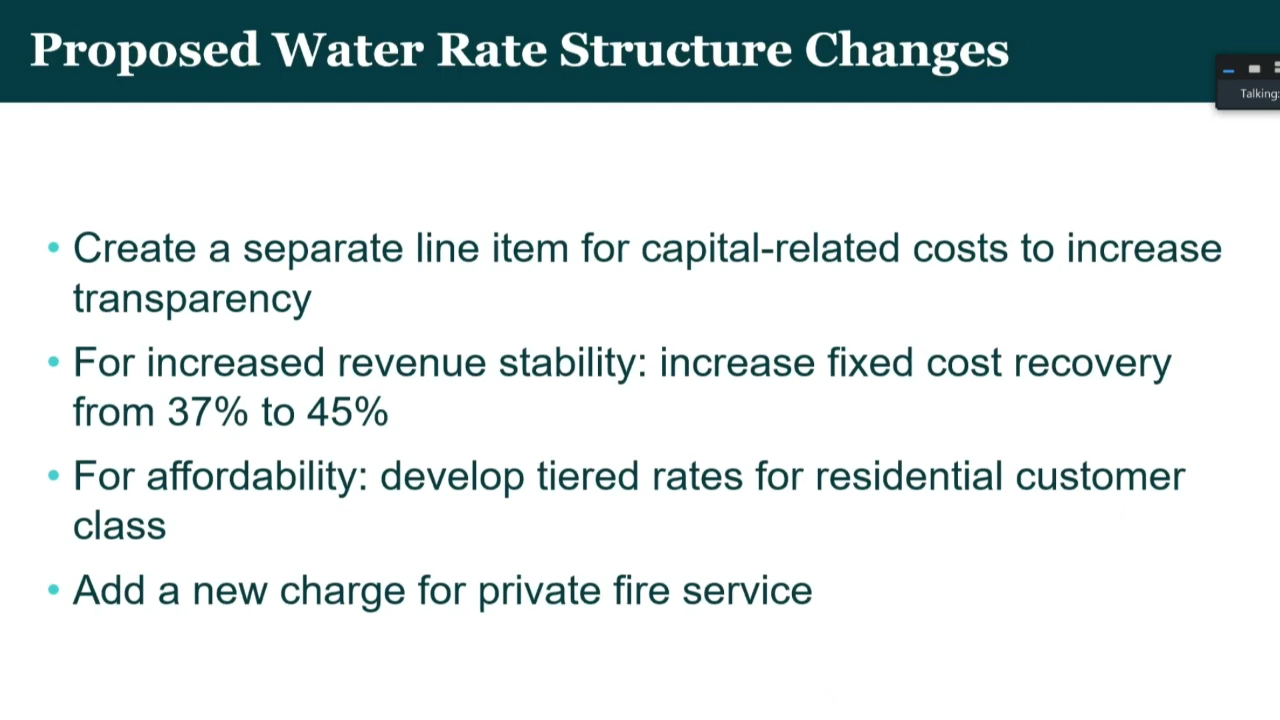 Proposed Water Rate Structure Changes
Talking:
• Create a separate line item for capital-related costs to increase
transparency
• For increased revenue stability: increase fixed cost recovery
from 37% to 45%
• For affordability: develop tiered rates for residential customer
class
• Add a new charge for private fire service